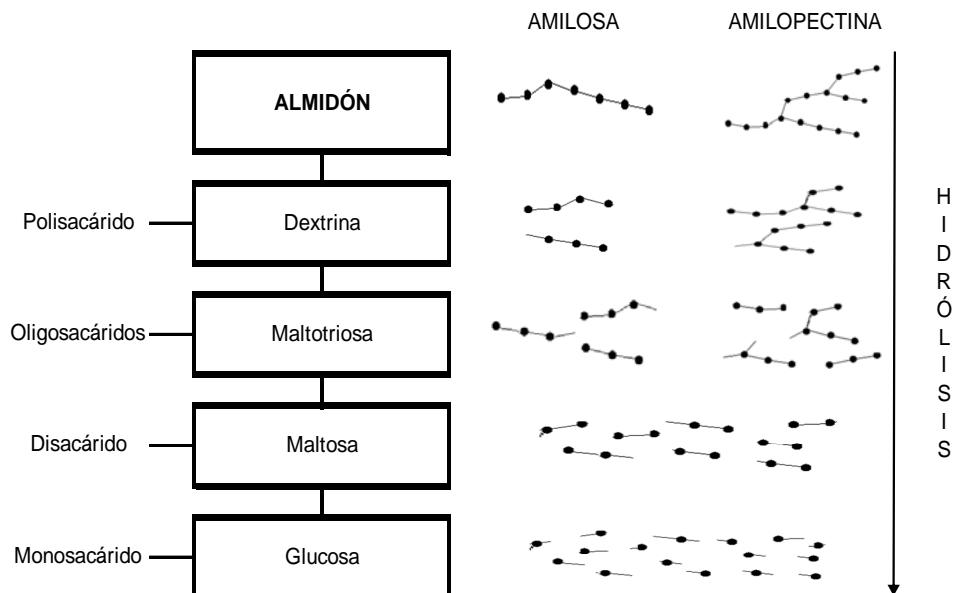 AMILOSA
AMILOPECTINA
ALMIDÓN
Polisacárido
Dextrina
Oligosacáridos
Maltotriosa
Disacárido
Maltosa
Monosacárido
Glucosa
H
I
D
R
Ó
L
I
S
I
S